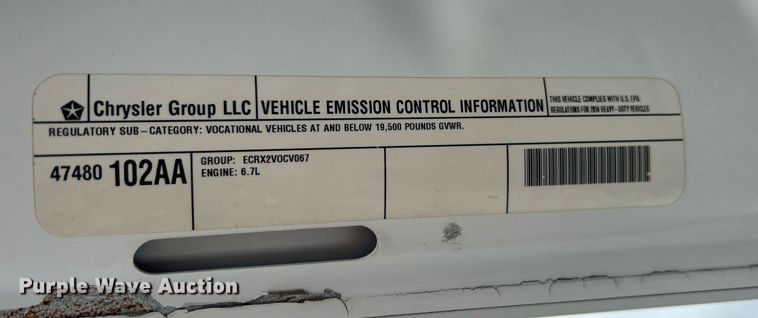 Chrysler Group LLC VEHICLE EMISSION CONTROL INFORMATION
THIS VEHICLE COMPLIES WITH U.S. EPA
REGULATIONS FOR 2014 HEAVY-DUTY VEHICLES
REGULATORY SUB-CATEGORY: VOCATIONAL VEHICLES AT AND BELOW 19,500 POUNDS GVWR.
47480 102AA
GROUP: ECRX2VOCV067
ENGINE: 6.7L
Purple Wave Auction